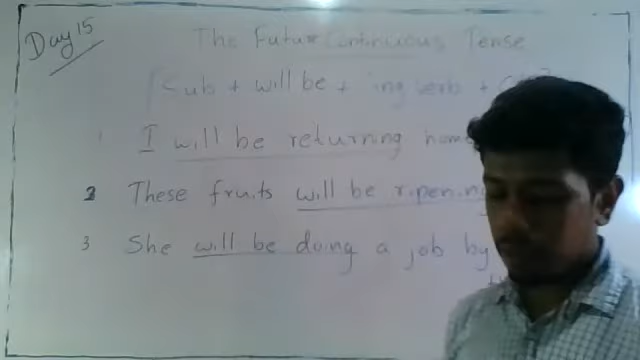 Day 15
The Future Continuous Tense
Sub + will be + ing verb +
1 I will be returning home
2 These fruits will be ripening
3 She will be doing a job by